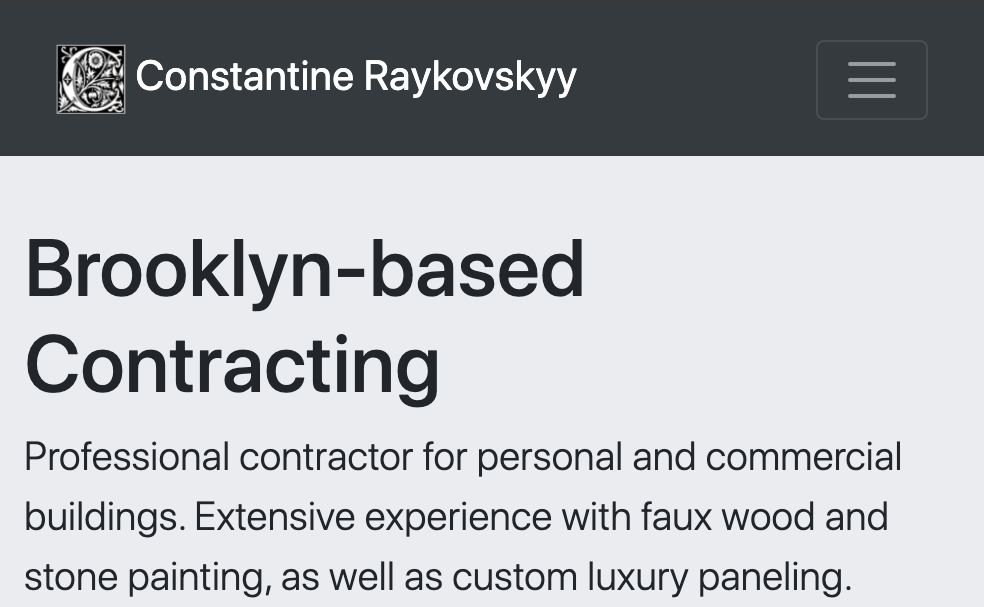 Constantine Raykovskyy
Brooklyn-based
Contracting
Professional contractor for personal and commercial
buildings. Extensive experience with faux wood and
stone painting, as well as custom luxury paneling.